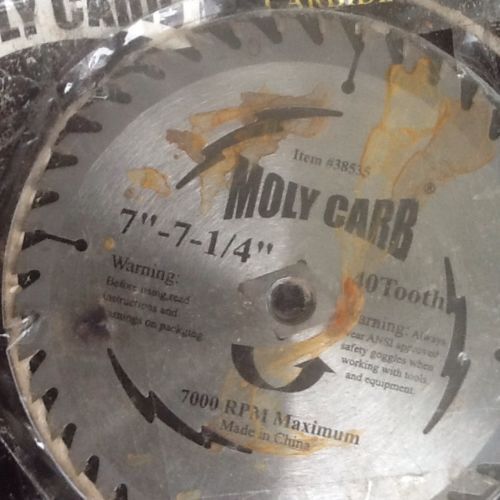 LY CARB
CARBIDE
Item #38535
MOLY CARB®
7"-7-1/4"
40Tooth
Warning:
Before using,read
instructions and
warnings on packaging.
Warning: Always
wear ANSI approved
safety goggles when
working with tools
and equipment.
7000 RPM Maximum
Made in China